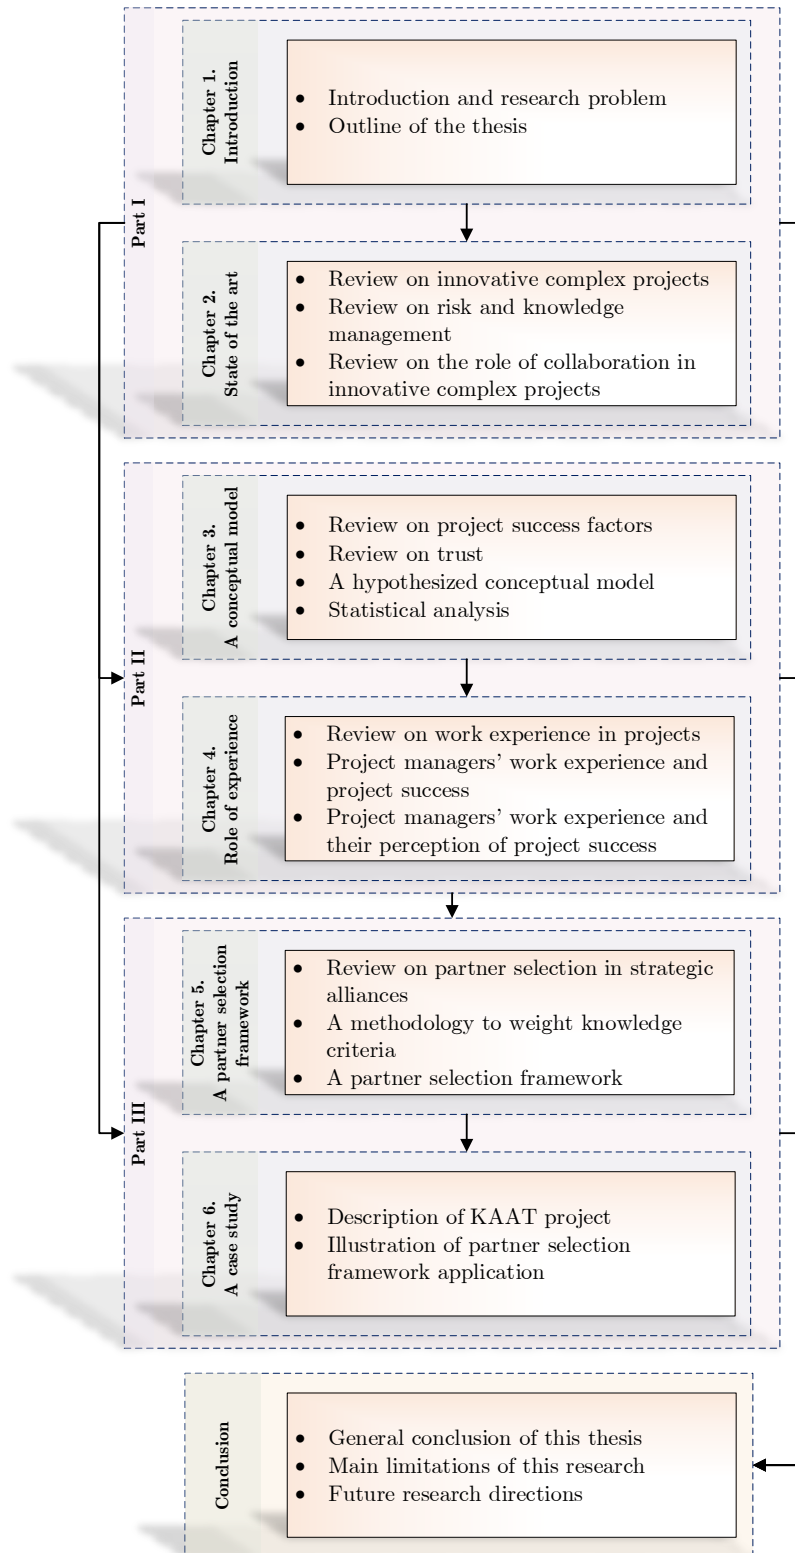 Part I
Chapter 1.
Introduction
• Introduction and research problem
• Outline of the thesis
Chapter 2.
State of the art
• Review on innovative complex projects
• Review on risk and knowledge
management
• Review on the role of collaboration in
innovative complex projects
Part II
Chapter 3.
A conceptual model
• Review on project success factors
• Review on trust
• A hypothesized conceptual model
• Statistical analysis
Chapter 4.
Role of experience
• Review on work experience in projects
• Project managers’ work experience and
project success
• Project managers’ work experience and
their perception of project success
Part III
Chapter 5.
A partner selection
framework
• Review on partner selection in strategic
alliances
• A methodology to weight knowledge
criteria
• A partner selection framework
Chapter 6.
A case study
• Description of KAAT project
• Illustration of partner selection
framework application
Conclusion
• General conclusion of this thesis
• Main limitations of this research
• Future research directions